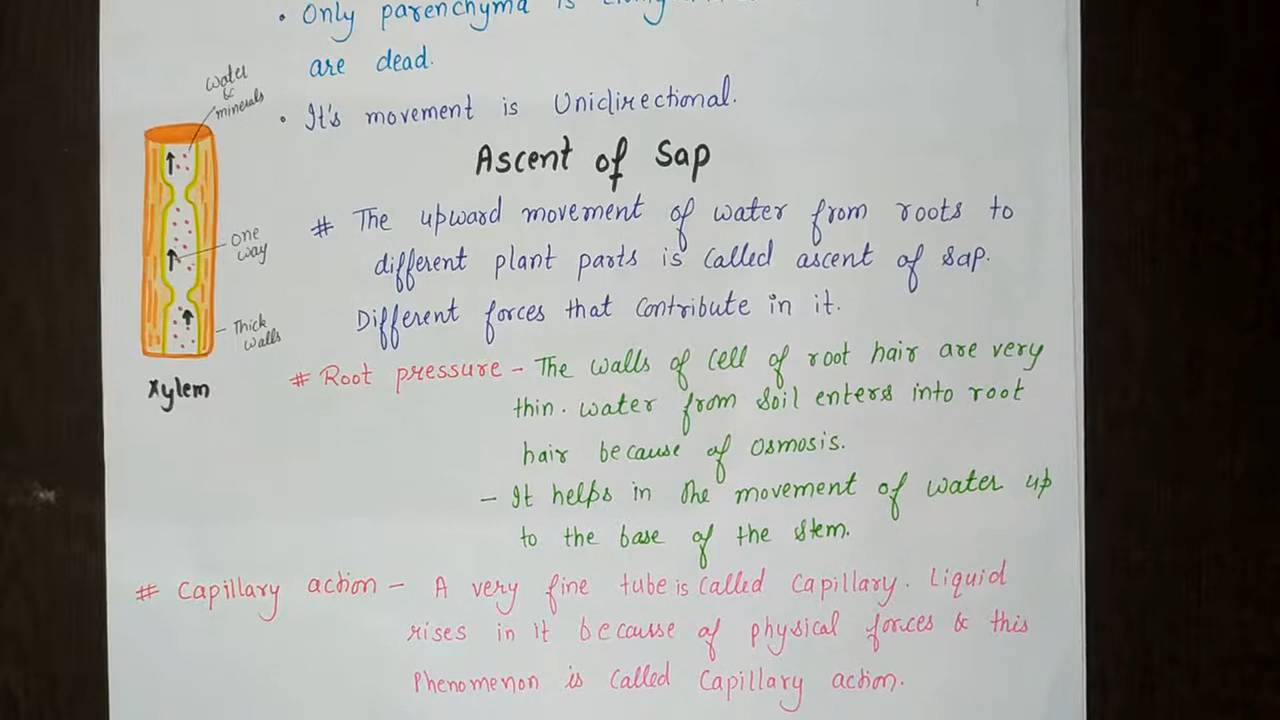 • Only parenchyma is living
are dead.
• It's movement is Unidirectional.
water
&
minerals
one
way
Thick
walls
Xylem
Ascent of Sap
# The upward movement of water from roots to
different plant parts is called ascent of sap.
Different forces that contribute in it.
# Root pressure - The walls of cell of root hair are very
thin. water from soil enters into root
hair because of osmosis.
- It helps in the movement of water up
to the base of the stem.
# Capillary action - A very fine tube is called capillary. Liquid
rises in it because of physical forces & this
Phenomenon is called Capillary action.